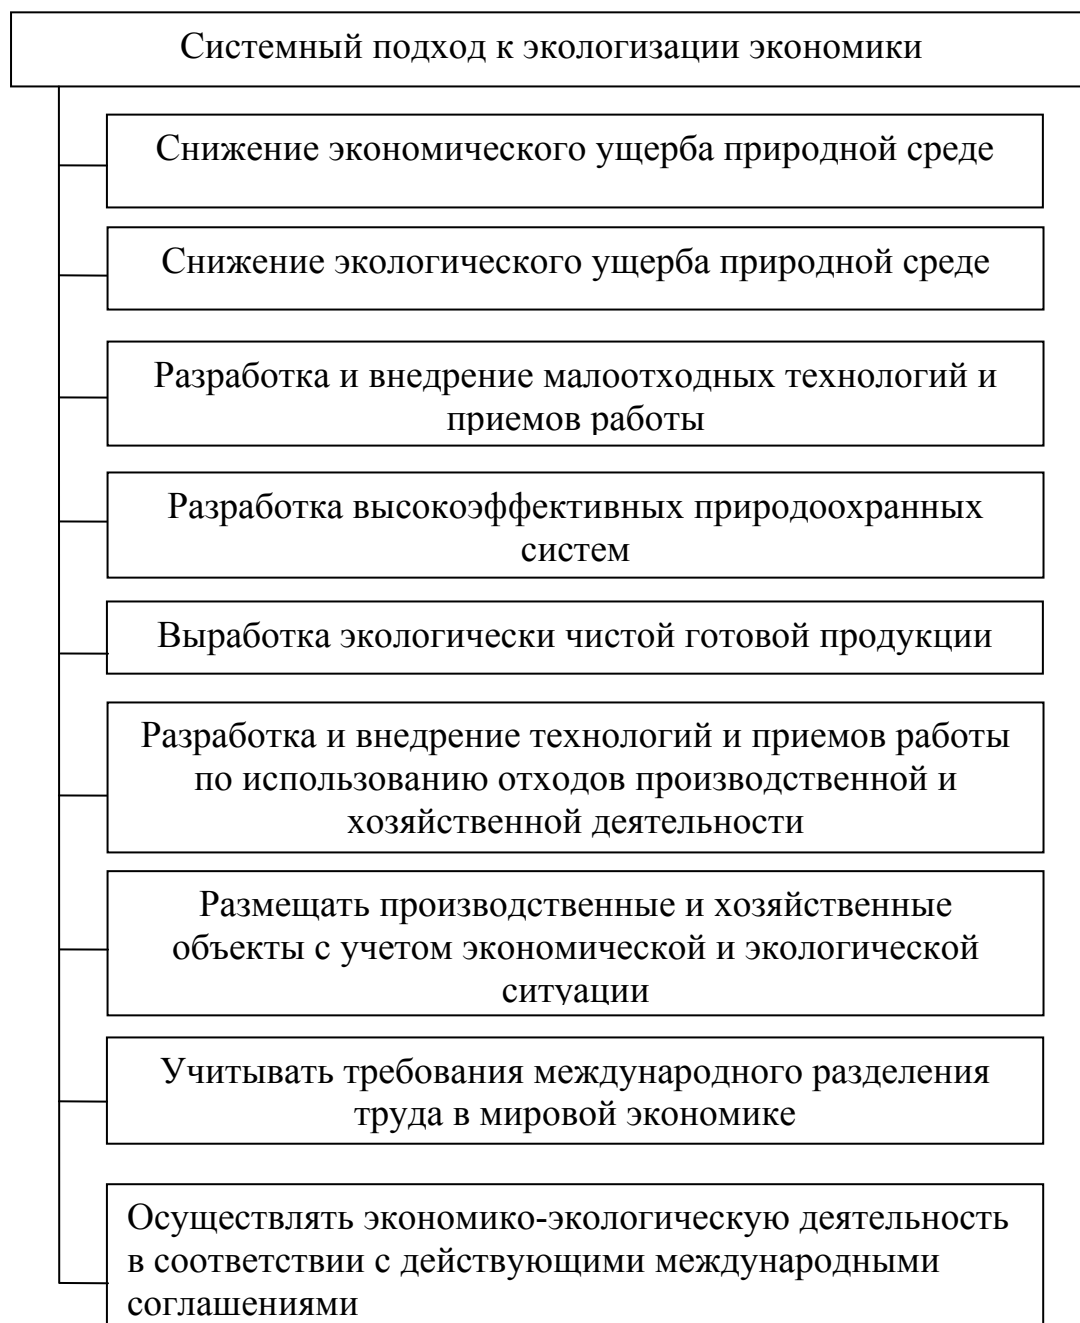 Системный подход к экологизации экономики
Снижение экономического ущерба природной среде
Снижение экологического ущерба природной среде
Разработка и внедрение малоотходных технологий и
приемов работы
Разработка высокоэффективных природоохранных
систем
Выработка экологически чистой готовой продукции
Разработка и внедрение технологий и приемов работы
по использованию отходов производственной и
хозяйственной деятельности
Размещать производственные и хозяйственные
объекты с учетом экономической и экологической
ситуации
Учитывать требования международного разделения
труда в мировой экономике
Осуществлять экономико-экологическую деятельность
в соответствии с действующими международными
соглашениями